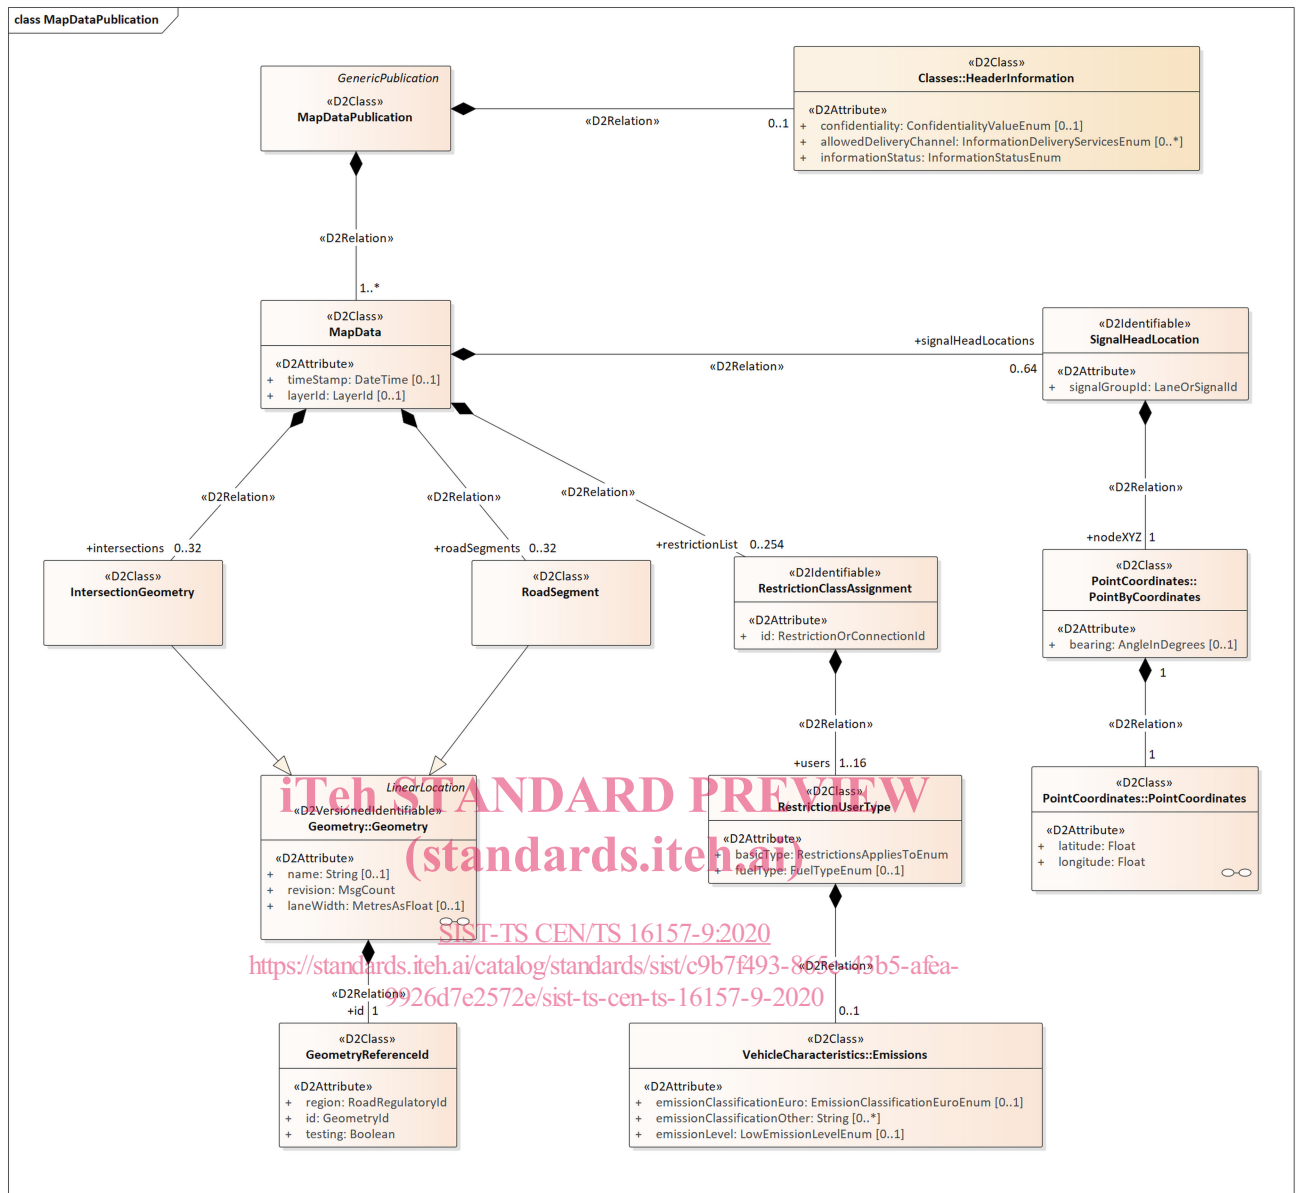 class MapDataPublication
GenericPublication
«D2Class»
MapDataPublication
«D2Relation»
0..1
«D2Class»
Classes::HeaderInformation
«D2Attribute»
+ confidentiality: ConfidentialityValueEnum [0..1]
+ allowedDeliveryChannel: InformationDeliveryServicesEnum [0..*]
+ informationStatus: InformationStatusEnum
«D2Relation»
1..*
«D2Class»
MapData
«D2Attribute»
+ timeStamp: DateTime [0..1]
+ layerId: LayerId [0..1]
+signalHeadLocations
«D2Relation»
0..64
«D2Identifiable»
SignalHeadLocation
«D2Attribute»
+ signalGroupId: LaneOrSignalId
«D2Relation»
«D2Relation»
«D2Relation»
«D2Relation»
+intersections 0..32
+roadSegments 0..32
+restrictionList 0..254
+nodeXYZ 1
«D2Class»
IntersectionGeometry
«D2Class»
RoadSegment
«D2Identifiable»
RestrictionClassAssignment
«D2Attribute»
+ id: RestrictionOrConnectionId
«D2Class»
PointCoordinates::
PointByCoordinates
«D2Attribute»
+ bearing: AngleInDegrees [0..1]
1
«D2Relation»
«D2Relation»
1
+users 1..16
LinearLocation
«D2VersionedIdentifiable»
Geometry::Geometry
«D2Attribute»
+ name: String [0..1]
+ revision: MsgCount
+ laneWidth: MetresAsFloat [0..1]
«D2Class»
RestrictionUserType
«D2Attribute»
+ basicType: RestrictionsAppliesToEnum
+ fuelType: FuelTypeEnum [0..1]
«D2Class»
PointCoordinates::PointCoordinates
«D2Attribute»
+ latitude: Float
+ longitude: Float
iTeh STANDARD PREVIEW
(standards.iteh.ai)
SIST-TS CEN/TS 16157-9:2020
https://standards.iteh.ai/catalog/standards/sist/c9b7f493-865e-43b5-afea-
9926d7e2572e/sist-ts-cen-ts-16157-9-2020
«D2Relation»
«D2Relation»
+id 1
0..1
«D2Class»
GeometryReferenceId
«D2Attribute»
+ region: RoadRegulatoryId
+ id: GeometryId
+ testing: Boolean
«D2Class»
VehicleCharacteristics::Emissions
«D2Attribute»
+ emissionClassificationEuro: EmissionClassificationEuroEnum [0..1]
+ emissionClassificationOther: String [0..*]
+ emissionLevel: LowEmissionLevelEnum [0..1]